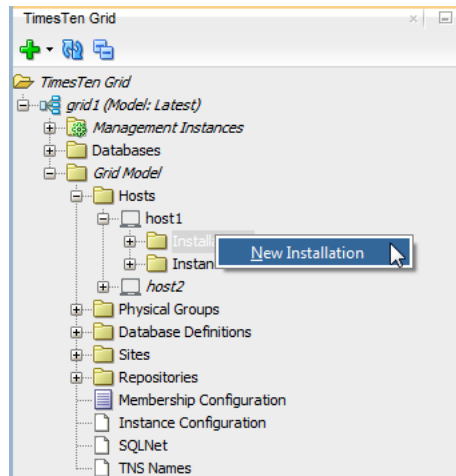 TimesTen Grid
TimesTen Grid
grid1 (Model: Latest)
Management Instances
Databases
Grid Model
Hosts
host1
New Installation
host2
Physical Groups
Database Definitions
Sites
Repositories
Membership Configuration
Instance Configuration
SQLNet
TNS Names